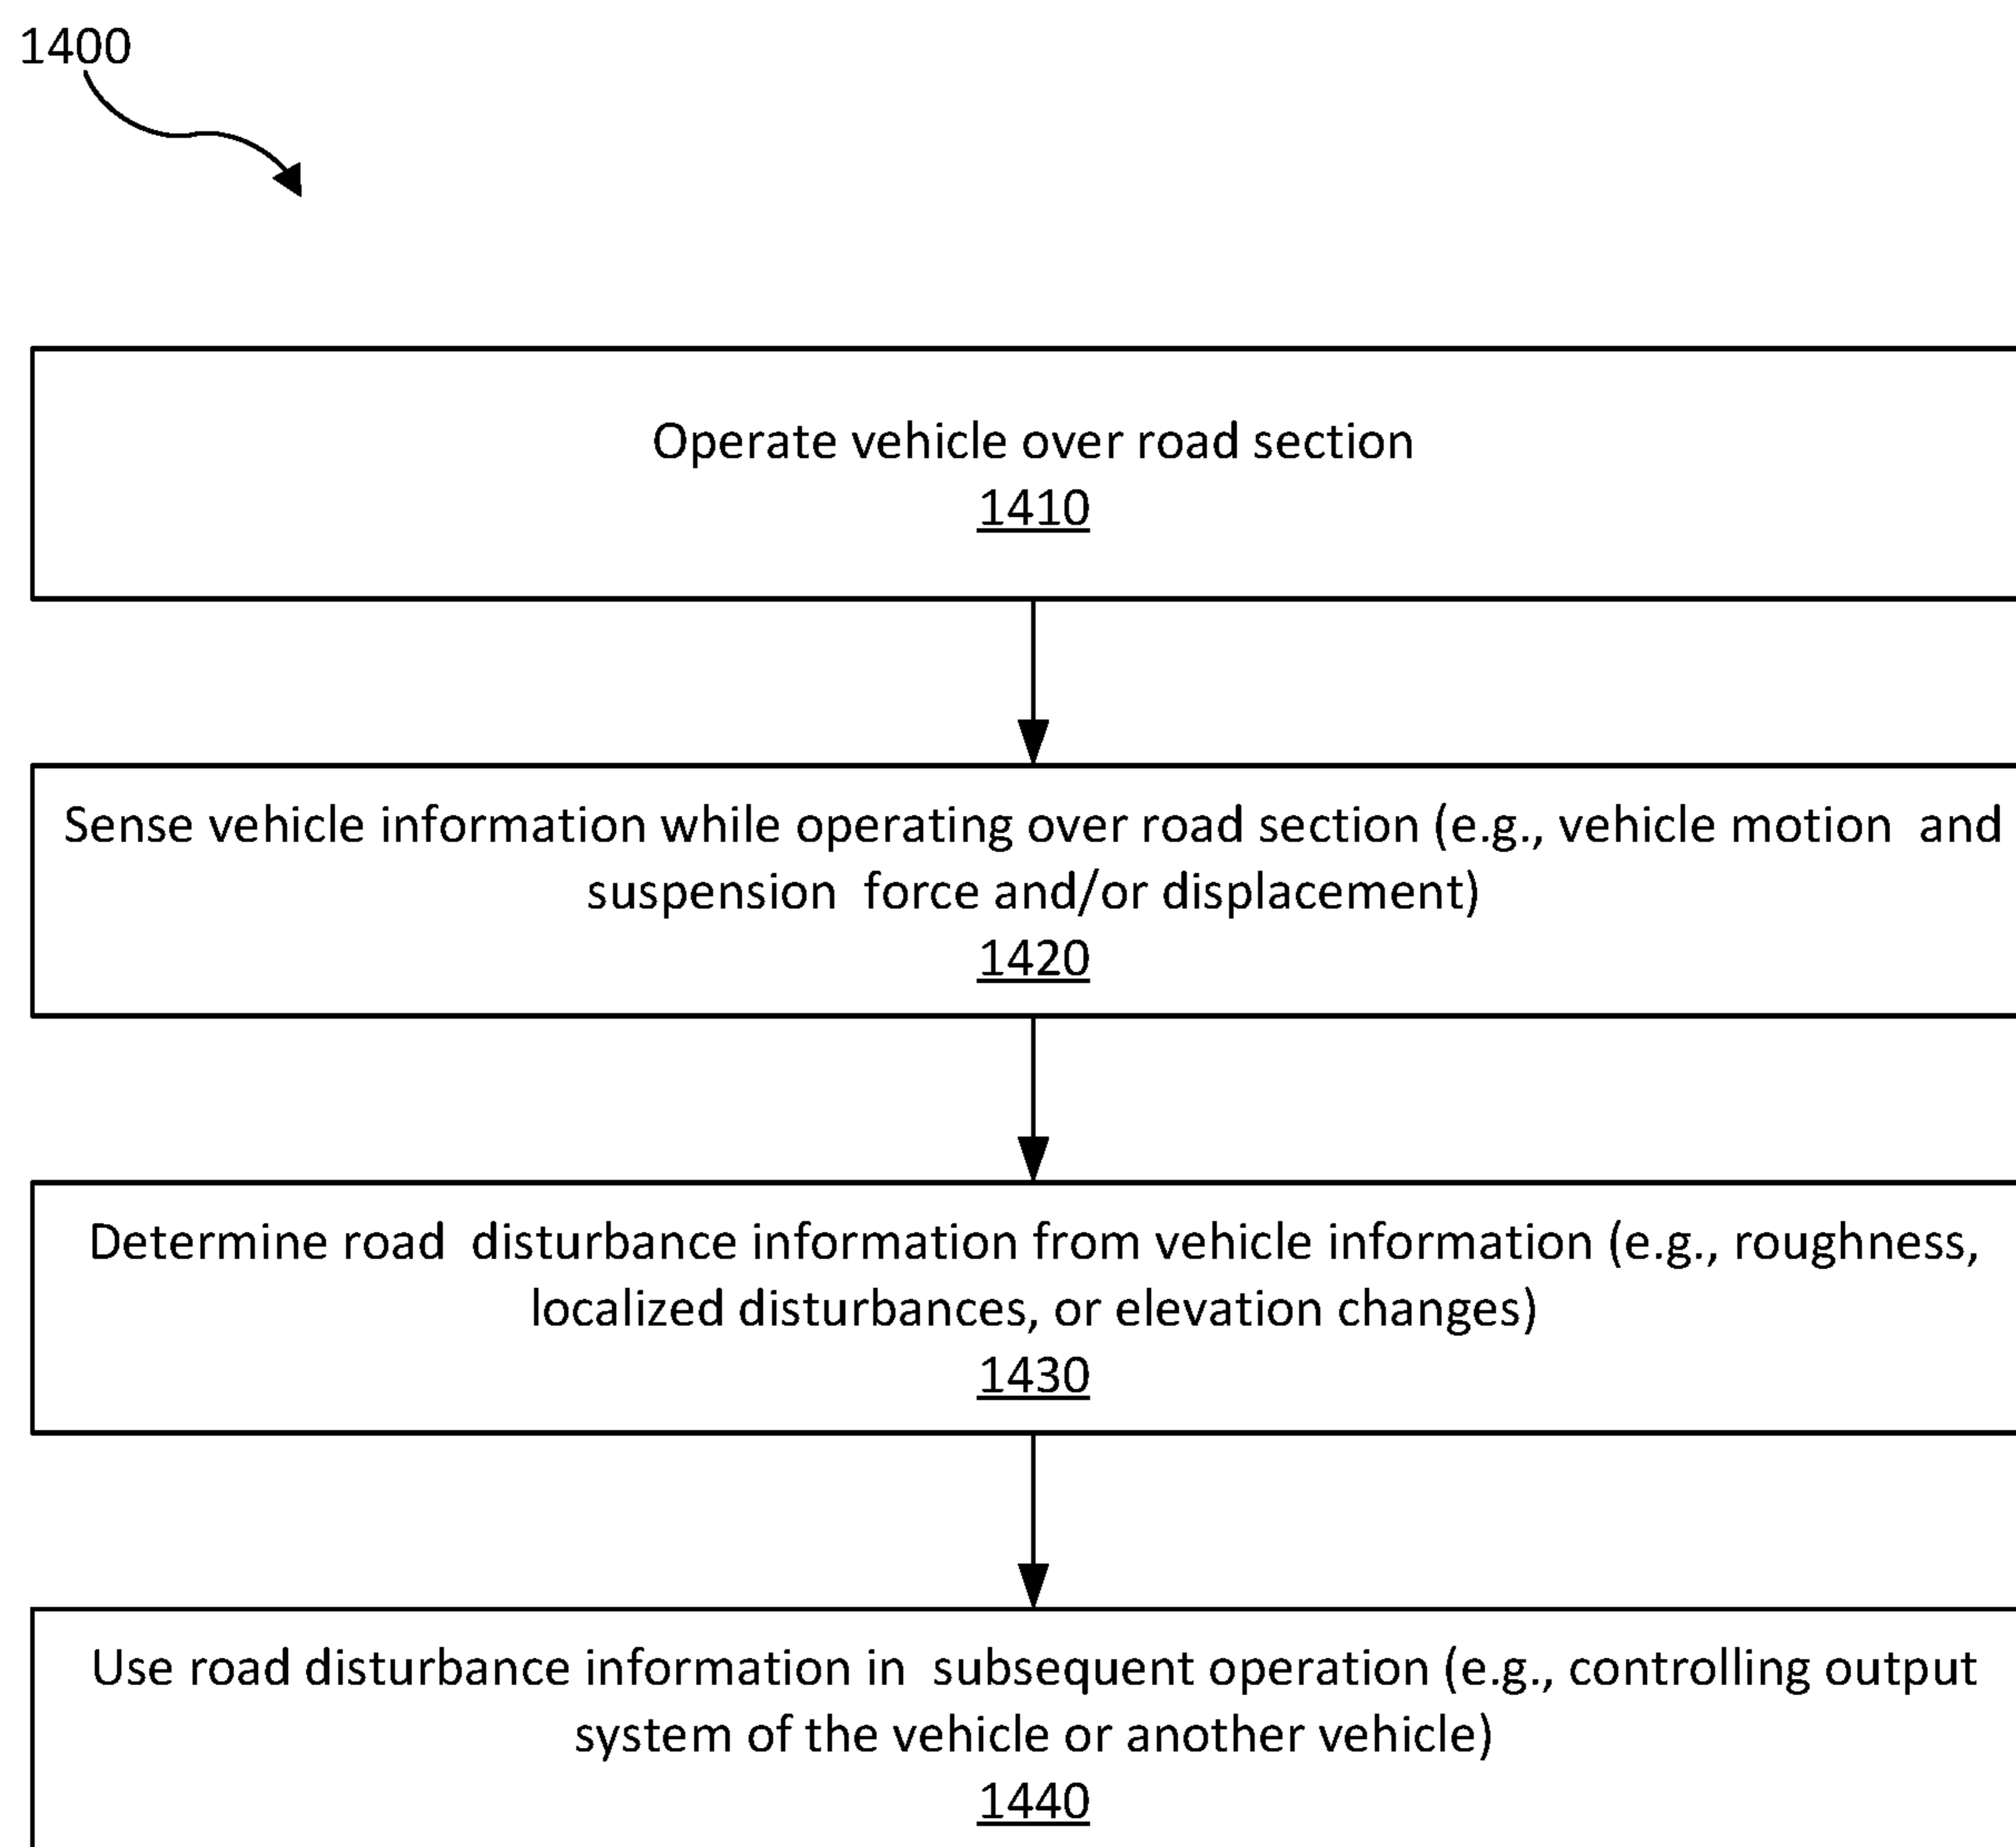 1400
Operate vehicle over road section
1410
Sense vehicle information while operating over road section (e.g., vehicle motion and
suspension force and/or displacement)
1420
Determine road disturbance information from vehicle information (e.g., roughness,
localized disturbances, or elevation changes)
1430
Use road disturbance information in subsequent operation (e.g., controlling output
system of the vehicle or another vehicle)
1440